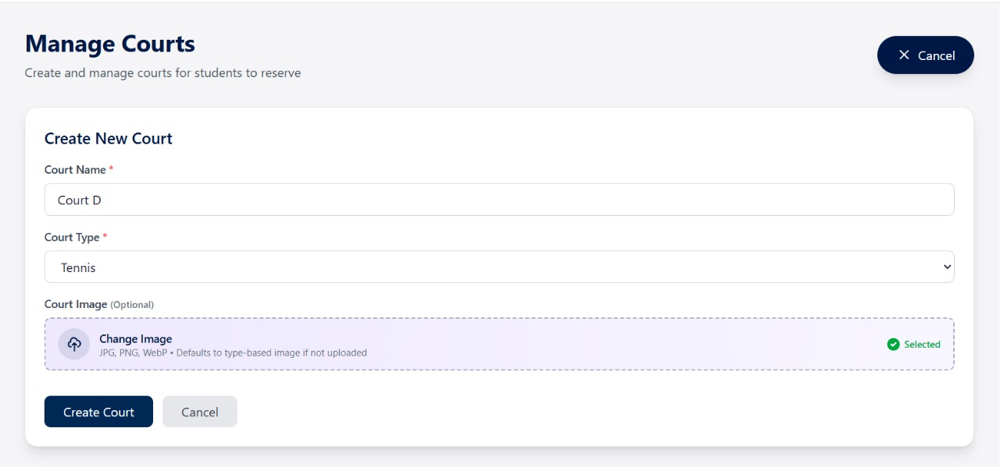 Manage Courts
Cancel
Create and manage courts for students to reserve
Create New Court
Court Name *
Court D
Court Type *
Tennis
Court Image (Optional)
Change Image
JPG, PNG, WebP • Defaults to type-based image if not uploaded
Selected
Create Court
Cancel